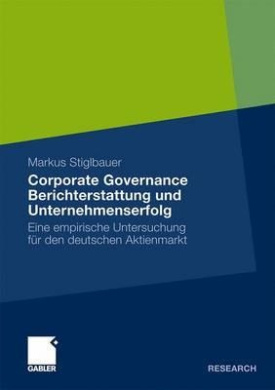 Markus Stiglbauer
Corporate Governance
Berichterstattung und
Unternehmenserfolg
Eine empirische Untersuchung
für den deutschen Aktienmarkt
GABLER
RESEARCH